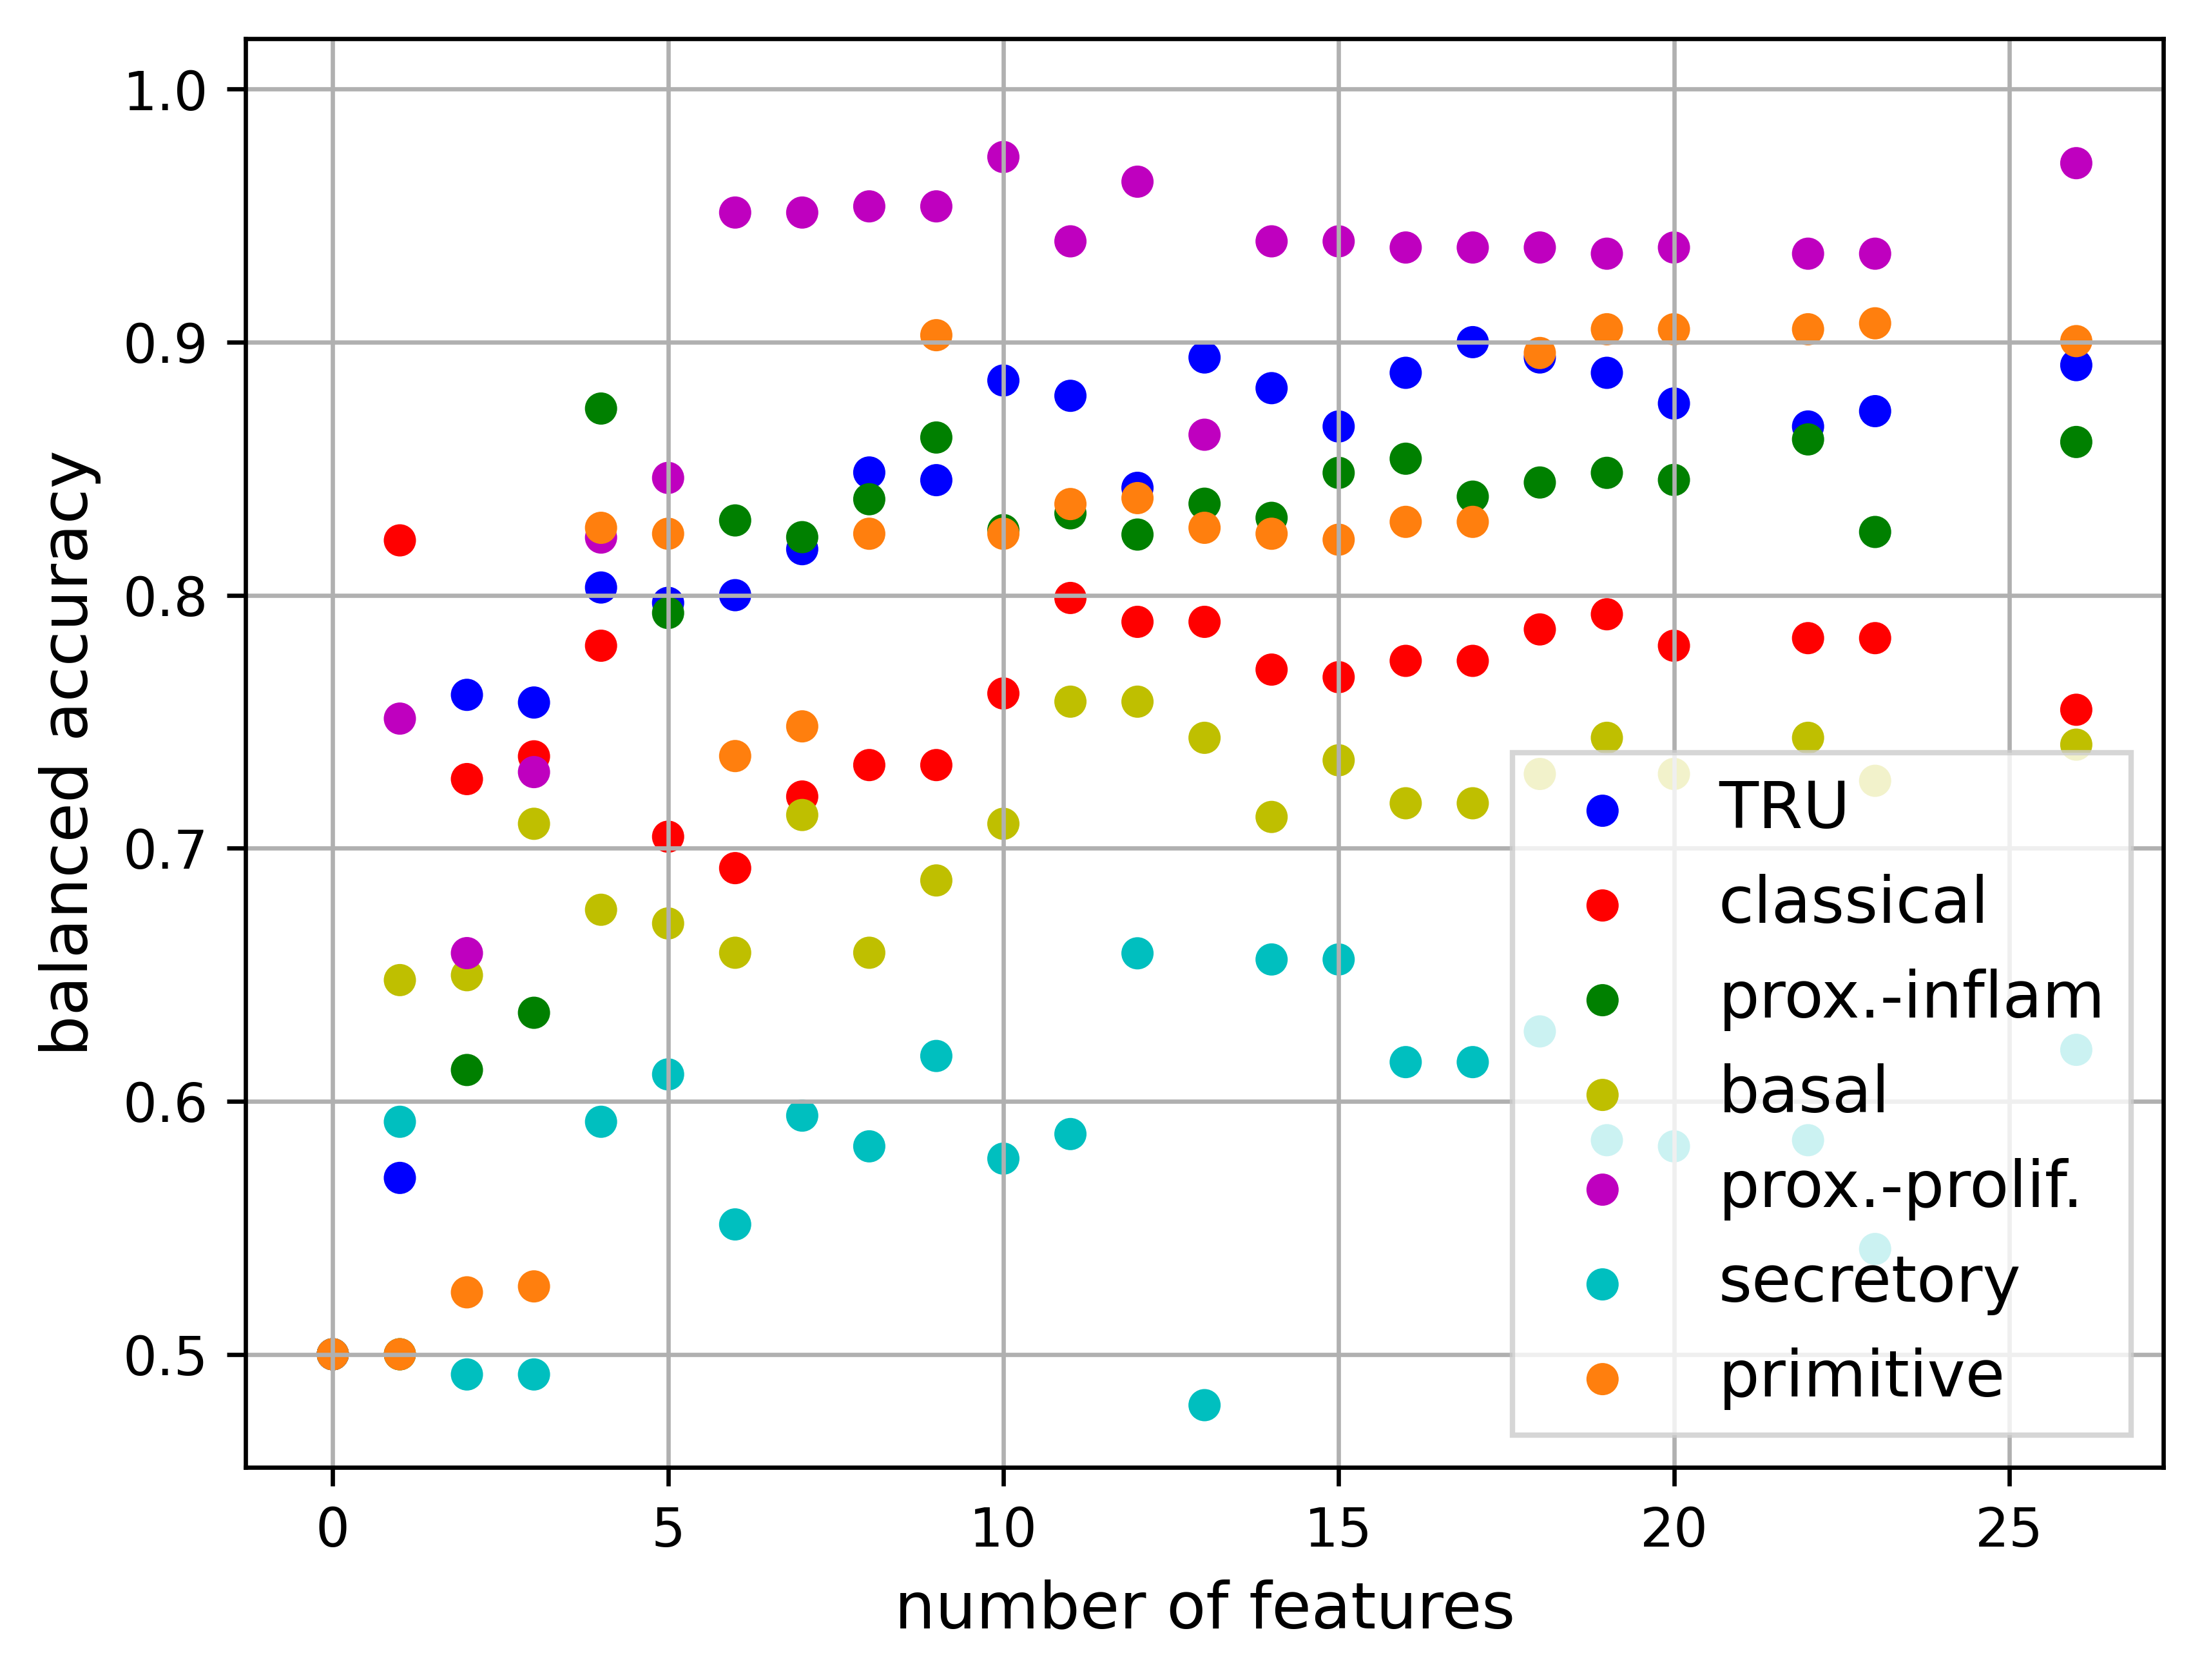 1.0
0.9
0.8
0.7
0.6
0.5
balanced accuracy
0 5 10 15 20 25
number of features
TRU
classical
prox.-inflam
basal
prox.-prolif.
secretory
primitive